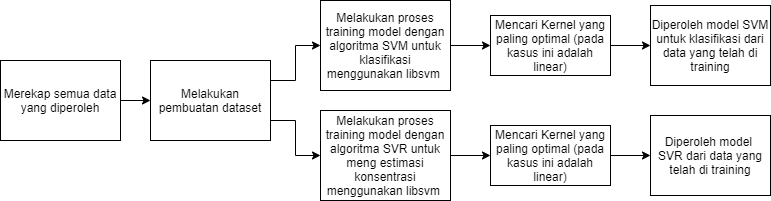 Merekap semua data
yang diperoleh
Melakukan
pembuatan dataset
Melakukan proses
training model dengan
algoritma SVM untuk
klasifikasi
menggunakan libsvm
Mencari Kernel yang
paling optimal (pada
kasus ini adalah
linear)
Diperoleh model SVM
untuk klasifikasi dari
data yang telah di
training
Melakukan proses
training model dengan
algoritma SVR untuk
meng estimasi
konsentrasi
menggunakan libsvm
Mencari Kernel yang
paling optimal (pada
kasus ini adalah
linear)
Diperoleh model
SVR dari data yang
telah di training